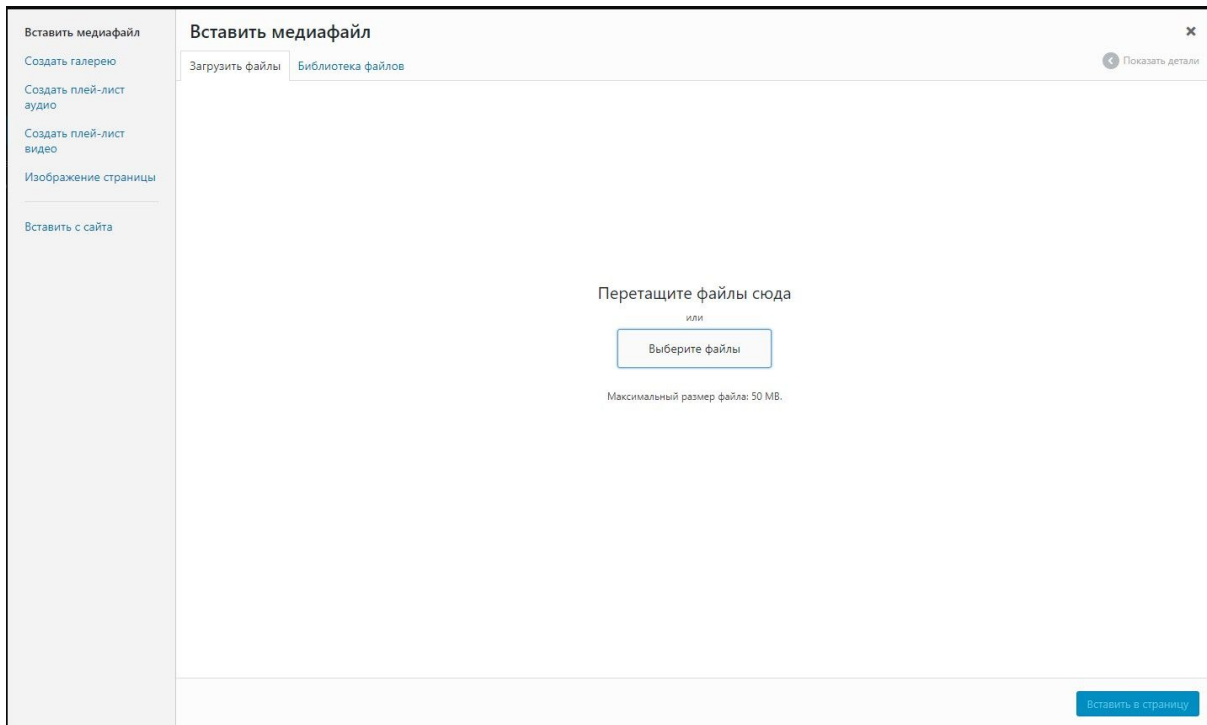 Вставить медиафайл
Создать галерею
Создать плей-лист
аудио
Создать плей-лист
видео
Изображение страницы
Вставить с сайта
Вставить медиафайл
Загрузить файлы
Библиотека файлов
Показать детали
Перетащите файлы сюда
или
Выберите файлы
Максимальный размер файла: 50 MB.
Вставить в страницу